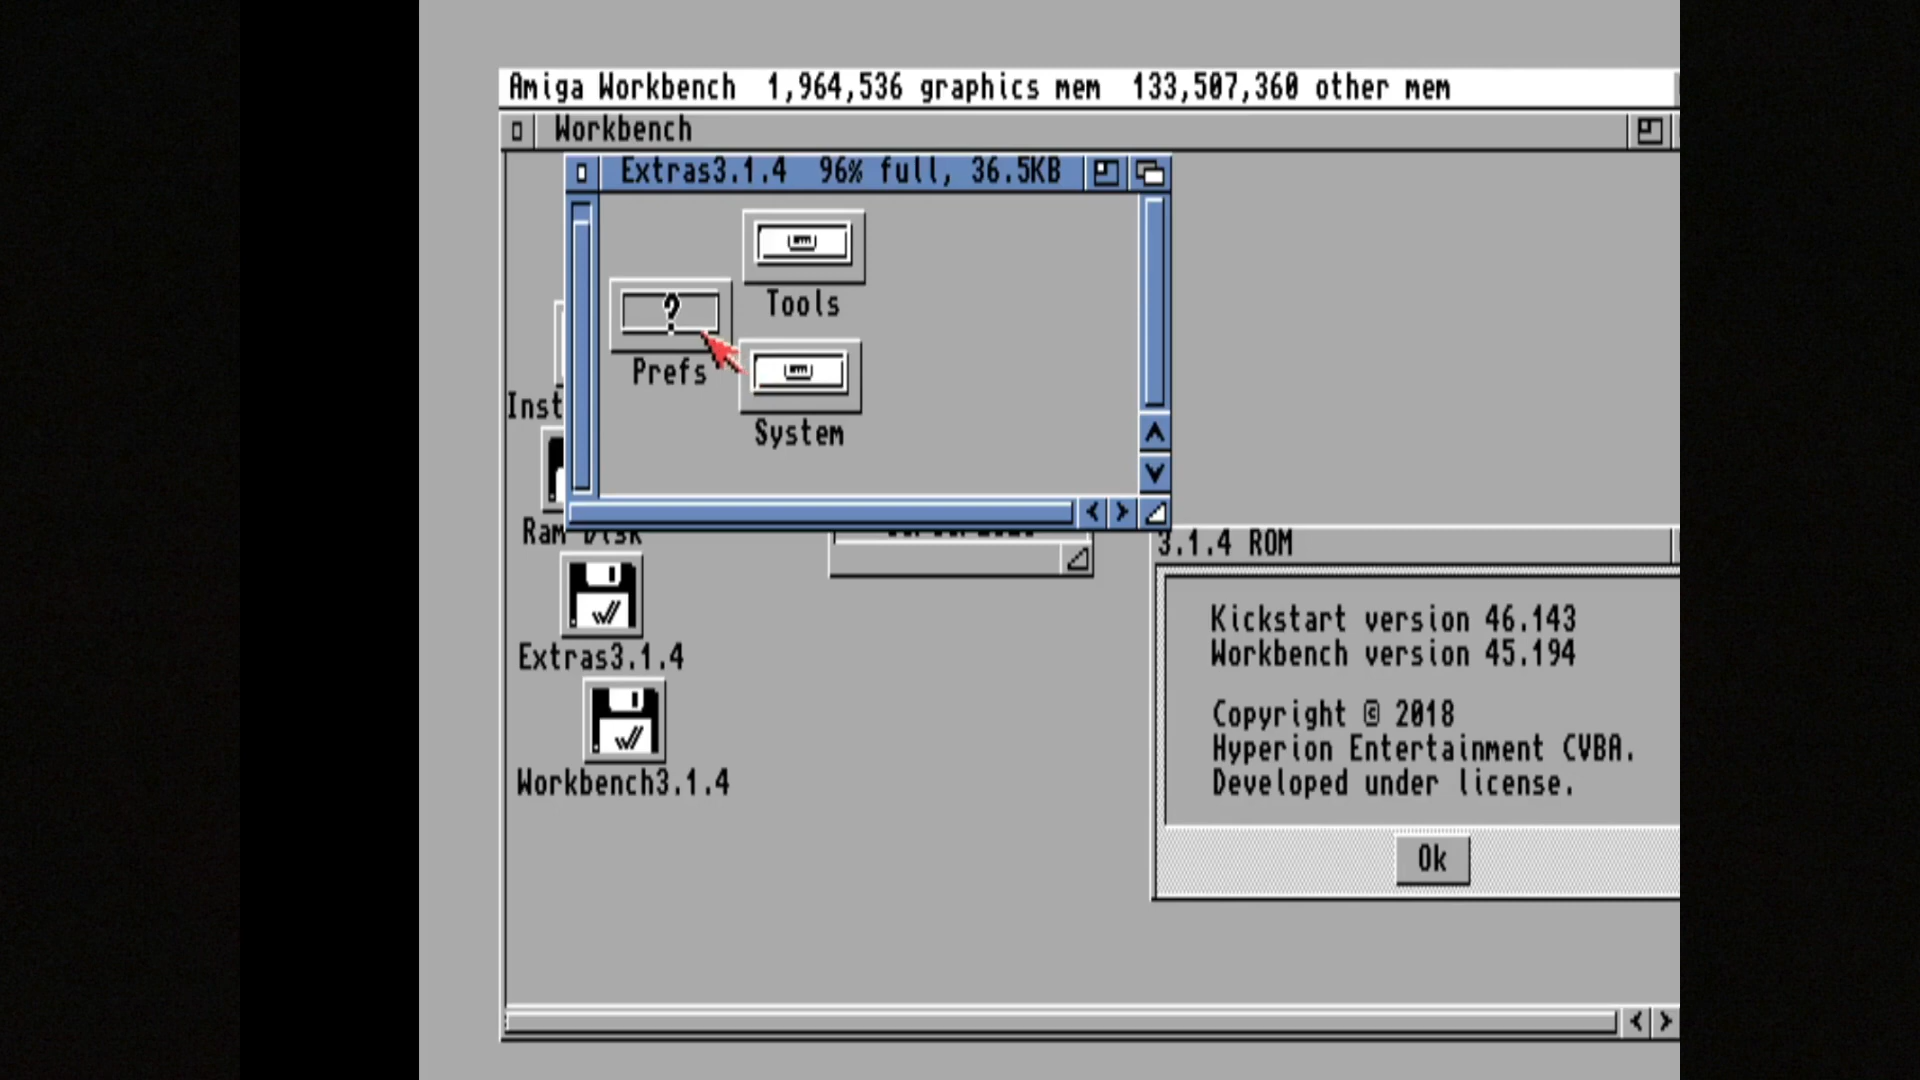 Amiga Workbench  1,964,536 graphics mem  133,507,360 other mem
Workbench
Extras3.1.4  96% full, 36.5KB
Tools
?
Prefs
System
Inst
Ram Disk
3.1.4 ROM
Extras3.1.4
Workbench3.1.4
Kickstart version 46.143
Workbench version 45.194
Copyright © 2018
Hyperion Entertainment CVBA.
Developed under license.
Ok